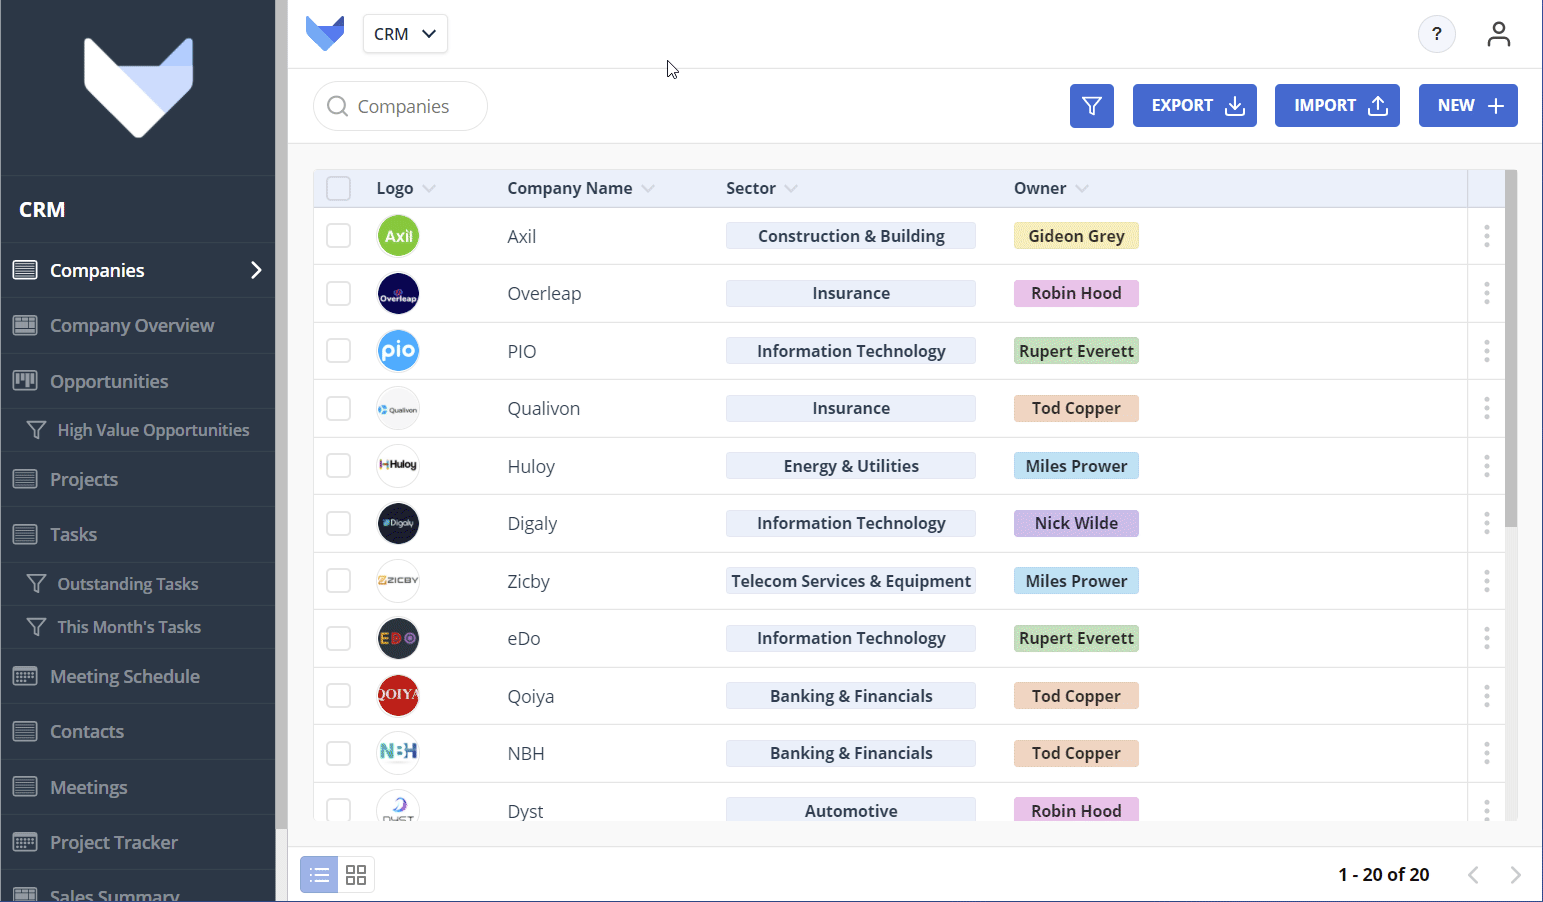 CRM
?
Companies
EXPORT
IMPORT
NEW
CRM
Companies
Company Overview
Opportunities
High Value Opportunities
Projects
Tasks
Outstanding Tasks
This Month's Tasks
Meeting Schedule
Contacts
Meetings
Project Tracker
Sales Summary
Logo Company Name Sector Owner
Axil Axil Construction & Building Gideon Grey
Overleap Overleap Insurance Robin Hood
pio PIO Information Technology Rupert Everett
Qualivon Qualivon Insurance Tod Copper
Huloy Huloy Energy & Utilities Miles Prower
Digaly Digaly Information Technology Nick Wilde
ZICBY Zicby Telecom Services & Equipment Miles Prower
EDO eDo Information Technology Rupert Everett
QOIYA Qoiya Banking & Financials Tod Copper
NBH NBH Banking & Financials Tod Copper
DYST Dyst Automotive Robin Hood
1 - 20 of 20